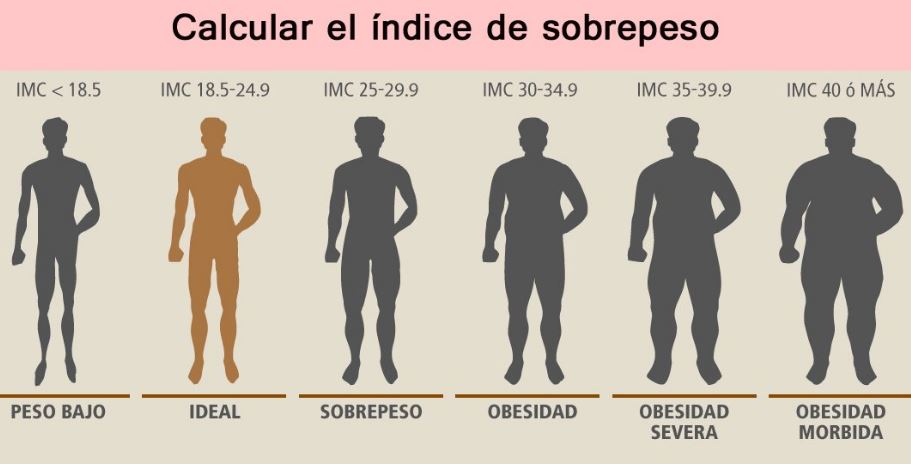 Calcular el índice de sobrepeso
IMC < 18.5
IMC 18.5-24.9
IMC 25-29.9
IMC 30-34.9
IMC 35-39.9
IMC 40 ó MÁS
PESO BAJO
IDEAL
SOBREPESO
OBESIDAD
OBESIDAD
SEVERA
OBESIDAD
MORBIDA